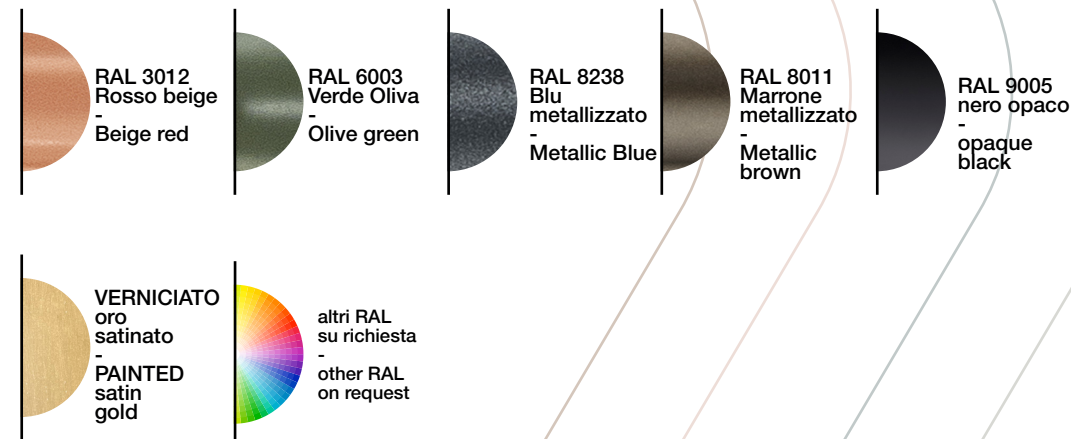 RAL 3012
Rosso beige
-
Beige red
RAL 6003
Verde Oliva
-
Olive green
RAL 8238
Blu
metallizzato
-
Metallic Blue
RAL 8011
Marrone
metallizzato
-
Metallic
brown
RAL 9005
nero opaco
-
opaque
black
VERNICIATO
oro
satinato
-
PAINTED
satin
gold
altri RAL
su richiesta
-
other RAL
on request